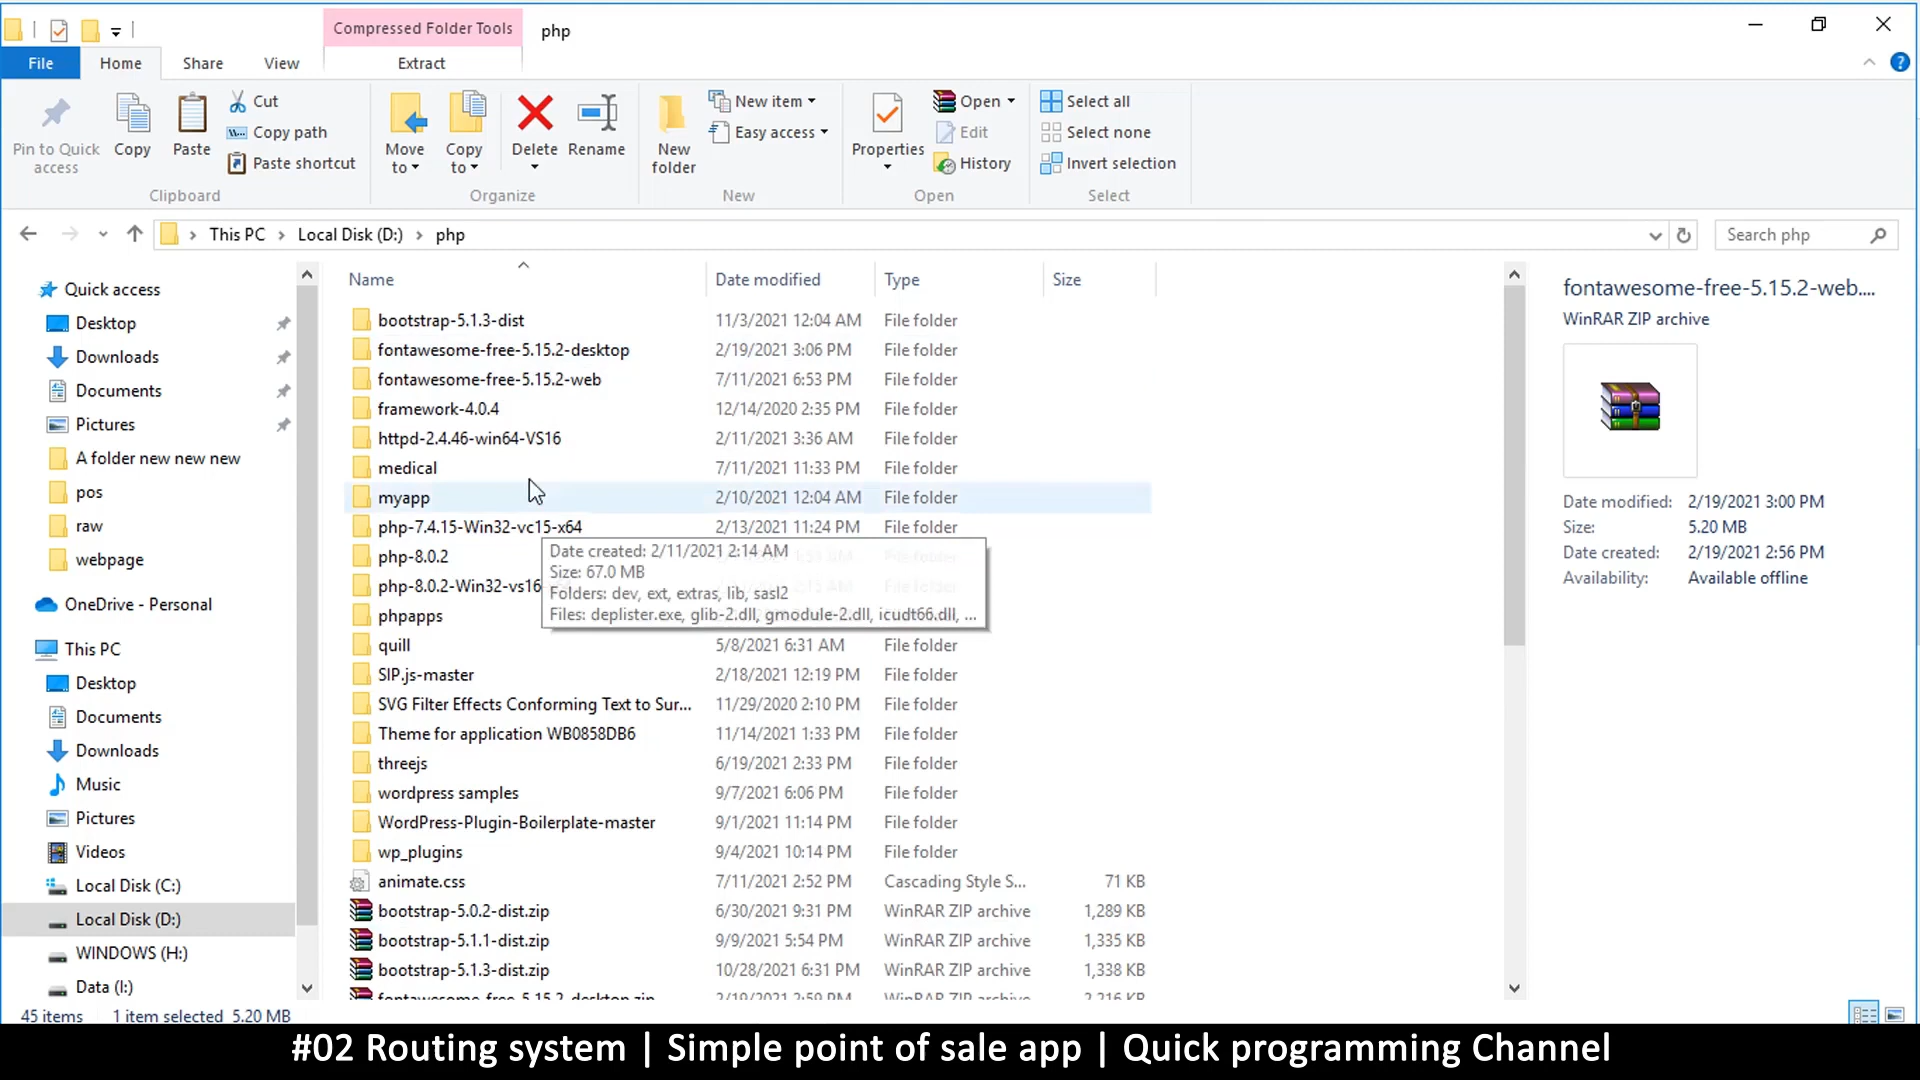 Compressed Folder Tools
php
File
Home
Share
View
Extract
Pin to Quick access
Copy
Paste
Cut
Copy path
Paste shortcut
Clipboard
Move to
Copy to
Delete
Rename
Organize
New folder
New item
Easy access
New
Properties
Open
Edit
History
Open
Select all
Select none
Invert selection
Select
This PC > Local Disk (D:) > php
Search php
Quick access
Desktop
Downloads
Documents
Pictures
A folder new new new
pos
raw
webpage
OneDrive - Personal
This PC
Desktop
Documents
Downloads
Music
Pictures
Videos
Local Disk (C:)
Local Disk (D:)
WINDOWS (H:)
Data (I:)
Name Date modified Type Size
bootstrap-5.1.3-dist 11/3/2021 12:04 AM File folder
fontawesome-free-5.15.2-desktop 2/19/2021 3:06 PM File folder
fontawesome-free-5.15.2-web 7/11/2021 6:53 PM File folder
framework-4.0.4 12/14/2020 2:35 PM File folder
httpd-2.4.46-win64-VS16 2/11/2021 3:36 AM File folder
medical 7/11/2021 11:33 PM File folder
myapp 2/10/2021 12:04 AM File folder
php-7.4.15-Win32-vc15-x64 2/13/2021 11:24 PM File folder
php-8.0.2
php-8.0.2-Win32-vs16
phpapps
Date created: 2/11/2021 2:14 AM
Size: 67.0 MB
Folders: dev, ext, extras, lib, sasl2
Files: deplister.exe, glib-2.dll, gmodule-2.dll, icudt66.dll, ...
quill 5/8/2021 6:31 AM File folder
SIP.js-master 2/18/2021 12:19 PM File folder
SVG Filter Effects Conforming Text to Sur... 11/29/2020 2:10 PM File folder
Theme for application WB0858DB6 11/14/2021 1:33 PM File folder
threejs 6/19/2021 2:33 PM File folder
wordpress samples 9/7/2021 6:06 PM File folder
WordPress-Plugin-Boilerplate-master 9/1/2021 11:14 PM File folder
wp_plugins 9/4/2021 10:14 PM File folder
animate.css 7/11/2021 2:52 PM Cascading Style S... 71 KB
bootstrap-5.0.2-dist.zip 6/30/2021 9:31 PM WinRAR ZIP archive 1,289 KB
bootstrap-5.1.1-dist.zip 9/9/2021 5:54 PM WinRAR ZIP archive 1,335 KB
bootstrap-5.1.3-dist.zip 10/28/2021 6:31 PM WinRAR ZIP archive 1,338 KB
fontawesome-free-5.15.2-desktop.zip 2/19/2021 2:59 PM WinRAR ZIP archive 2,216 KB
fontawesome-free-5.15.2-web....
WinRAR ZIP archive
Date modified: 2/19/2021 3:00 PM
Size: 5.20 MB
Date created: 2/19/2021 2:56 PM
Availability: Available offline
45 items 1 item selected 5.20 MB
#02 Routing system | Simple point of sale app | Quick programming Channel